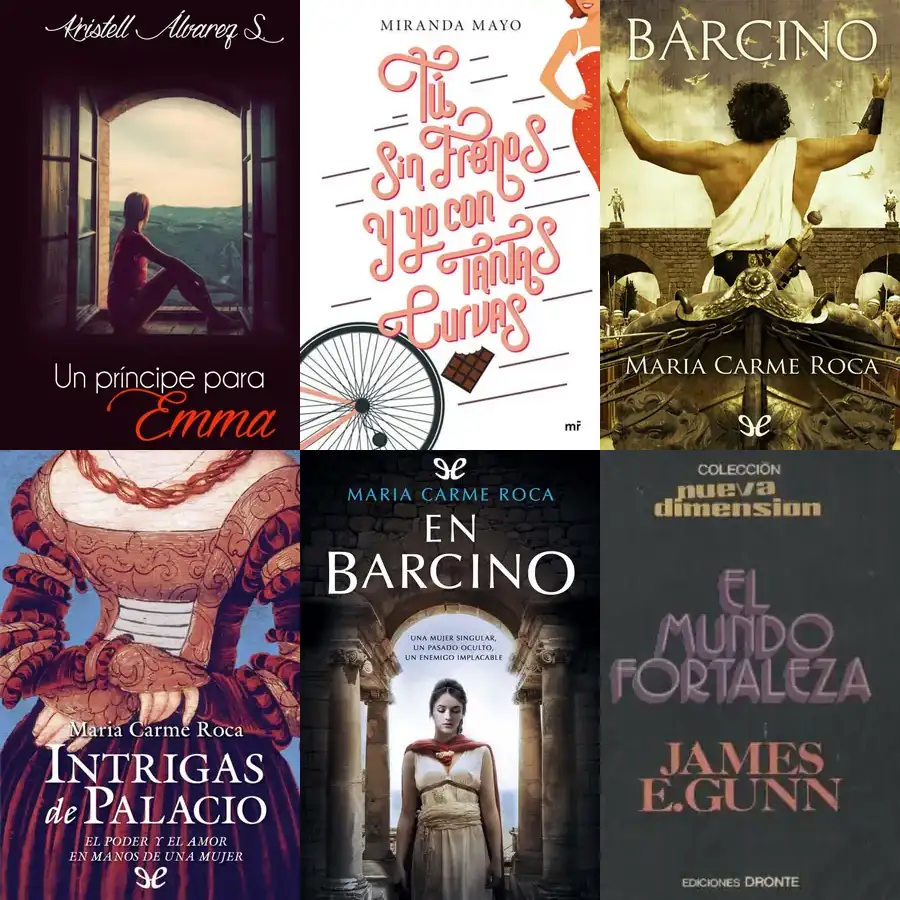 Kristell Álvarez S.
Un príncipe para
Emma
MIRANDA MAYO
Tú
Sin Frenos
Y yo con
Tantas
Curvas
mr
BARCINO
MARIA CARME ROCA
Maria Carme Roca
INTRIGAS
de PALACIO
EL PODER Y EL AMOR
EN MANOS DE UNA MUJER
MARIA CARME ROCA
EN
BARCINO
UNA MUJER SINGULAR,
UN PASADO OCULTO,
UN ENEMIGO IMPLACABLE
COLECCIÓN
nueva
dimension
EL
MUNDO
FORTALEZA
JAMES
E.GUNN
EDICIONES DRONTE